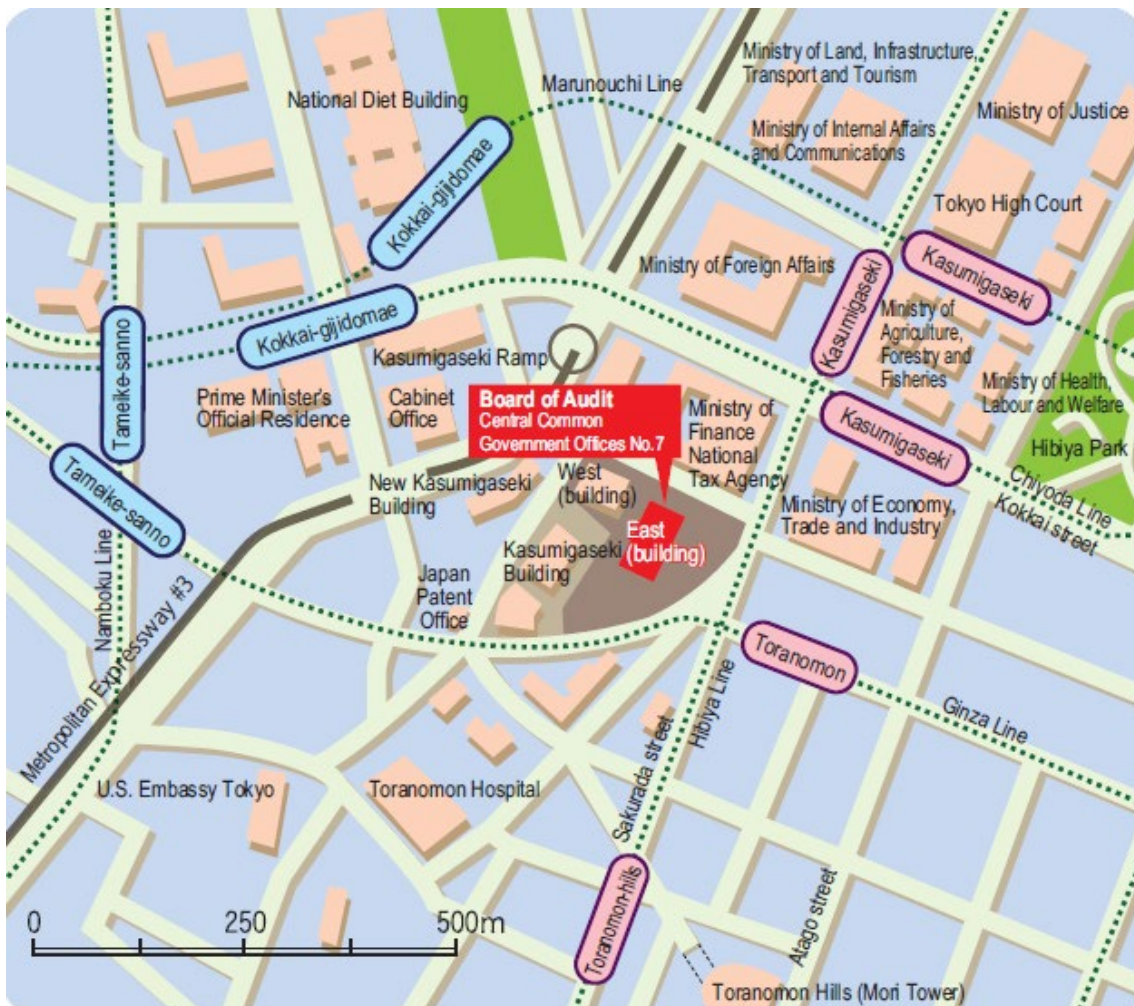 Ministry of Land, Infrastructure,
Transport and Tourism
Marunouchi Line
National Diet Building
Ministry of Justice
Ministry of Internal Affairs
and Communications
Kokkai-gijidomae
Tokyo High Court
Ministry of Foreign Affairs
Kasumigaseki
Kasumigaseki
Kokkai-gijidomae
Tameike-sanno
Ministry of
Agriculture,
Forestry and
Fisheries
Kasumigaseki Ramp
Prime Minister's
Official Residence
Cabinet
Office
Board of Audit
Central Common
Government Offices No.7
Ministry of
Finance
National
Tax Agency
Ministry of Health,
Labour and Welfare
Kasumigaseki
Hibiya Park
Tameike-sanno
New Kasumigaseki
Building
West
(building)
Ministry of Economy,
Trade and Industry
Chiyoda Line
Kokkai street
East
(building)
Kasumigaseki
Building
Japan
Patent
Office
Namboku Line
Metropolitan Expressway #3
Toranomon
Hibiya Line
Ginza Line
Sakurada street
U.S. Embassy Tokyo
Toranomon Hospital
Toranomon-hills
Atago street
0 250 500m
Toranomon Hills (Mori Tower)